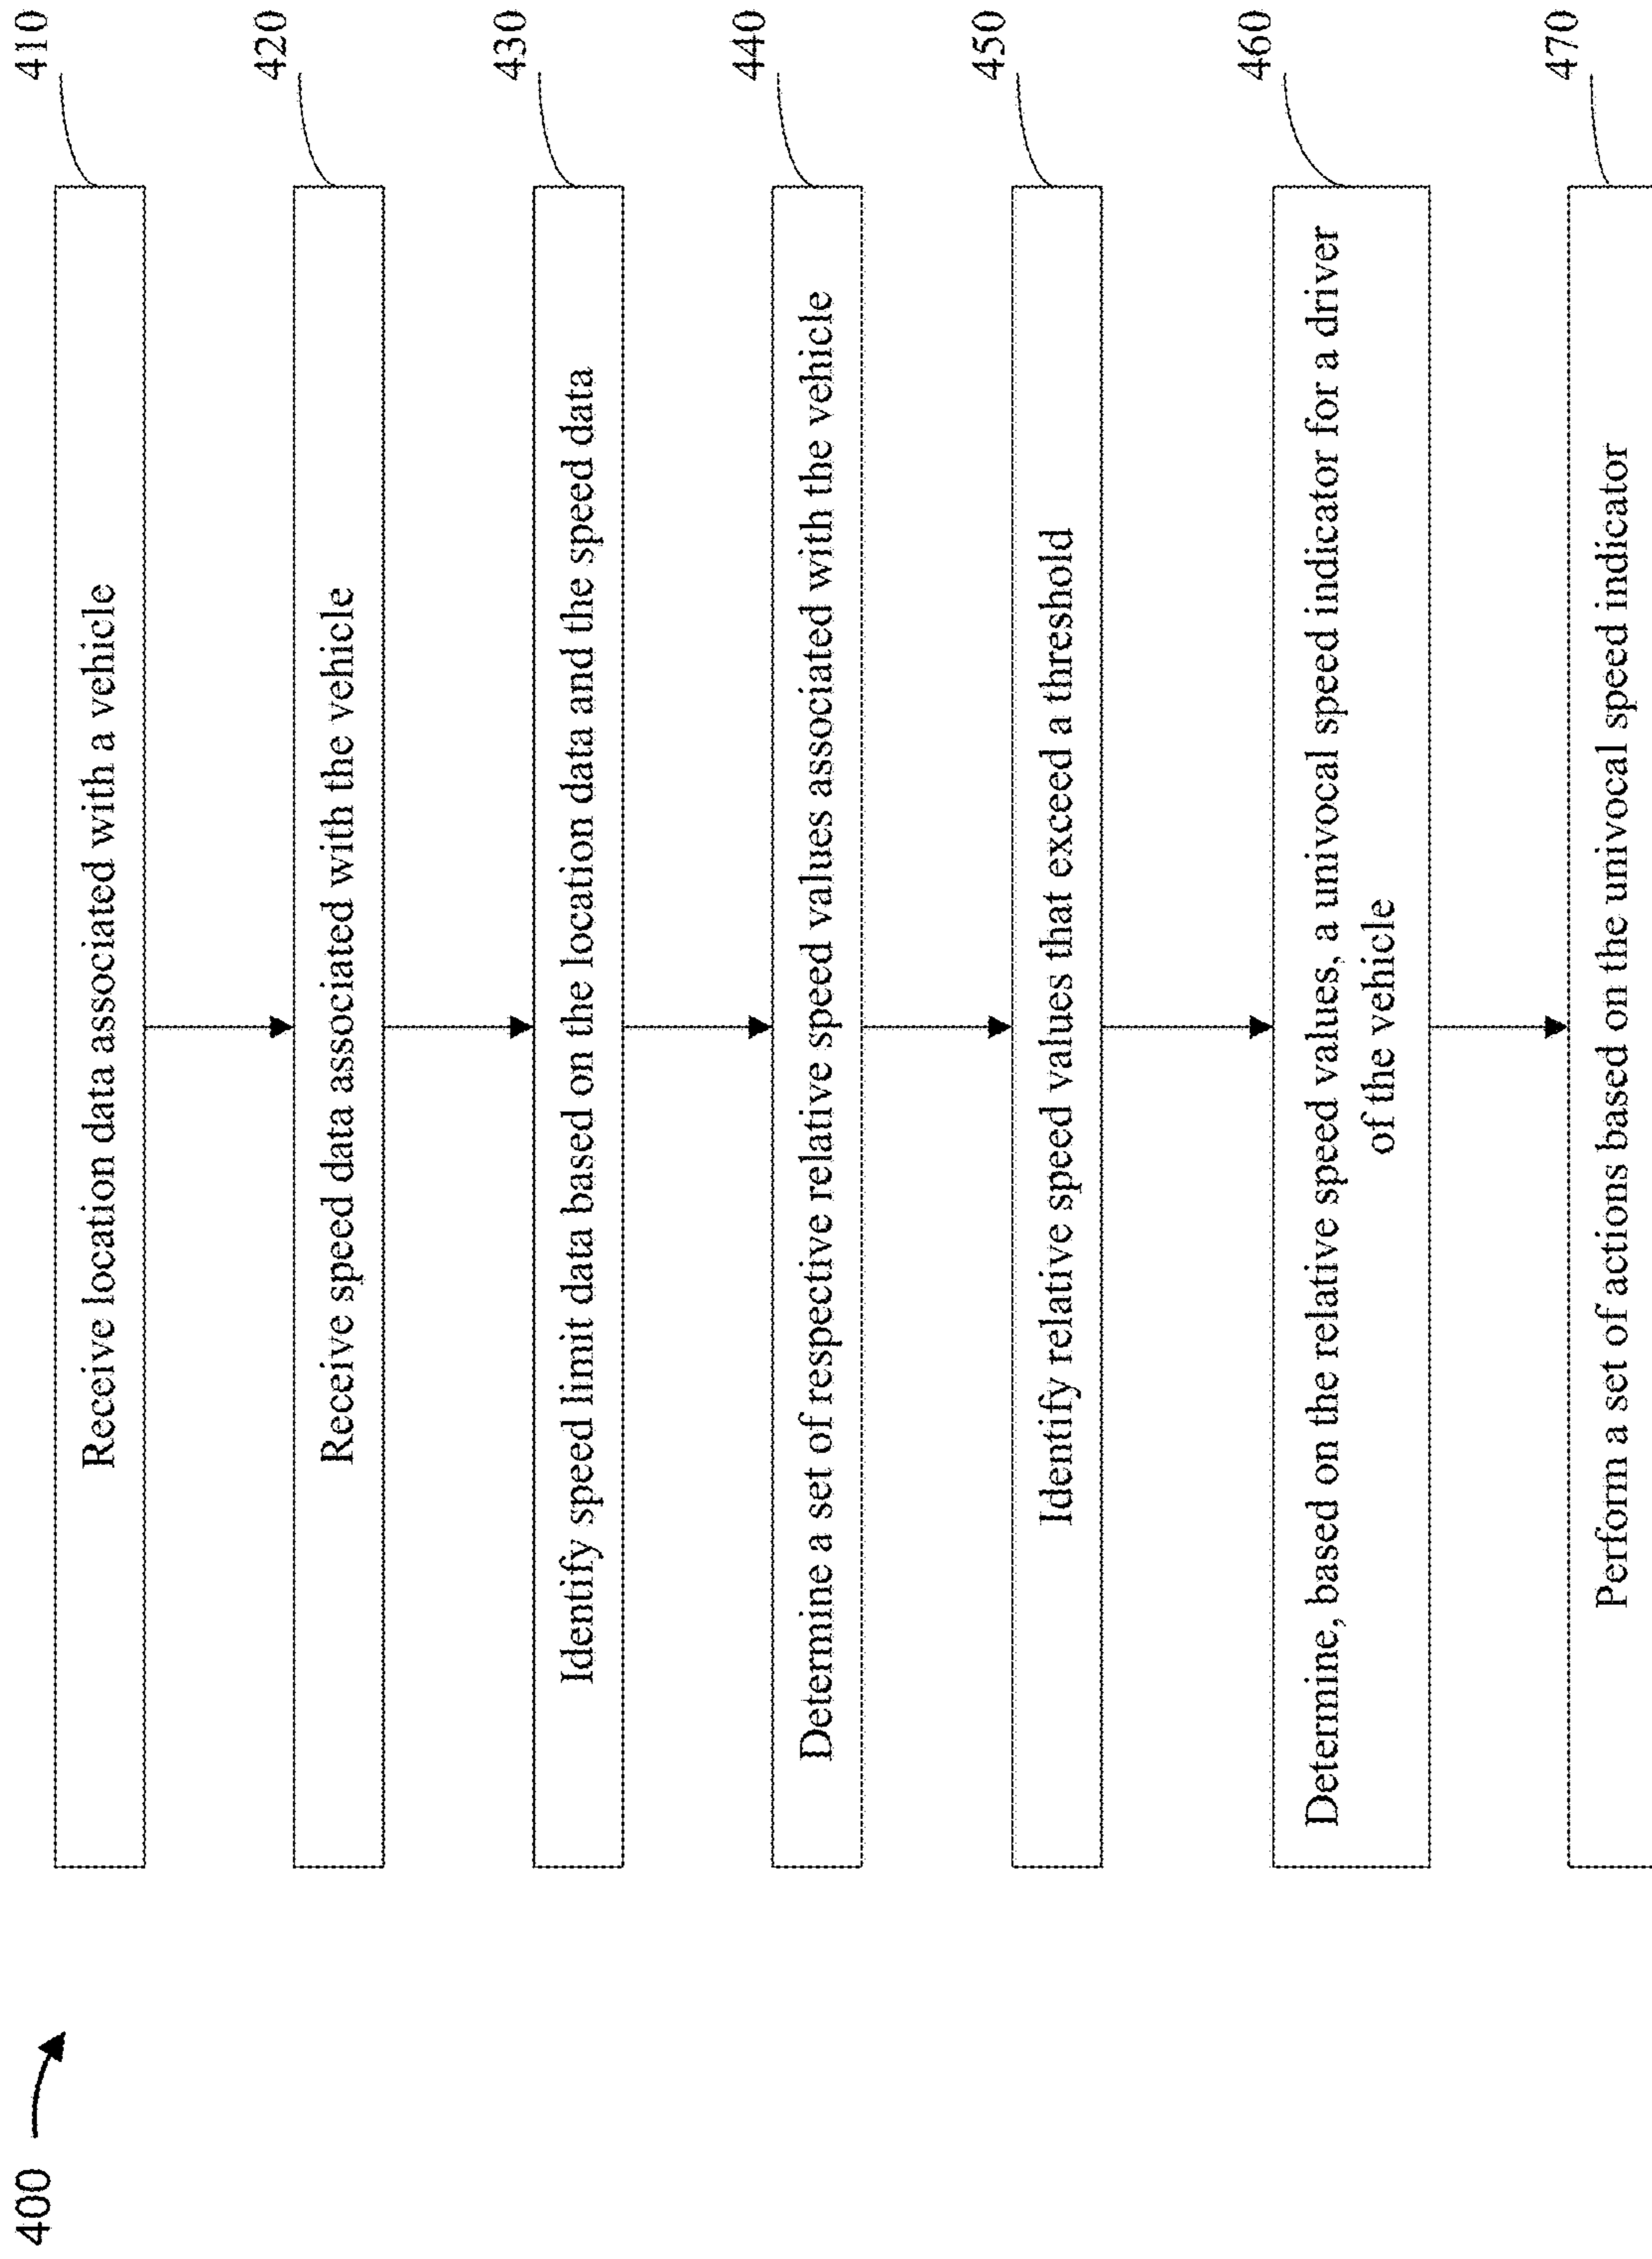 400
410
Receive location data associated with a vehicle
420
Receive speed data associated with the vehicle
430
Identify speed limit data based on the location data and the speed data
440
Determine a set of respective relative speed values associated with the vehicle
450
Identify relative speed values that exceed a threshold
460
Determine, based on the relative speed values, a univocal speed indicator for a driver
of the vehicle
470
Perform a set of actions based on the univocal speed indicator